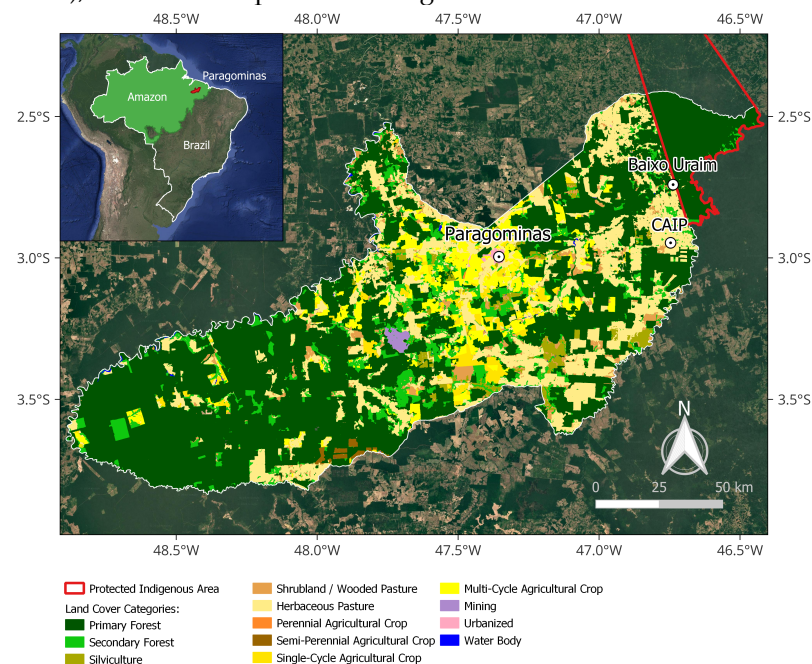 48.5°W 48.0°W 47.5°W 47.0°W 46.5°W
Paragominas
Amazon
Brazil
2.5°S 2.5°S
Baixo Uraim
CAIP
Paragominas
3.0°S 3.0°S
3.5°S 3.5°S
N
0 25 50 km
48.5°W 48.0°W 47.5°W 47.0°W 46.5°W
Protected Indigenous Area
Land Cover Categories:
Primary Forest
Secondary Forest
Silviculture
Shrubland / Wooded Pasture
Herbaceous Pasture
Perennial Agricultural Crop
Semi-Perennial Agricultural Crop
Single-Cycle Agricultural Crop
Multi-Cycle Agricultural Crop
Mining
Urbanized
Water Body